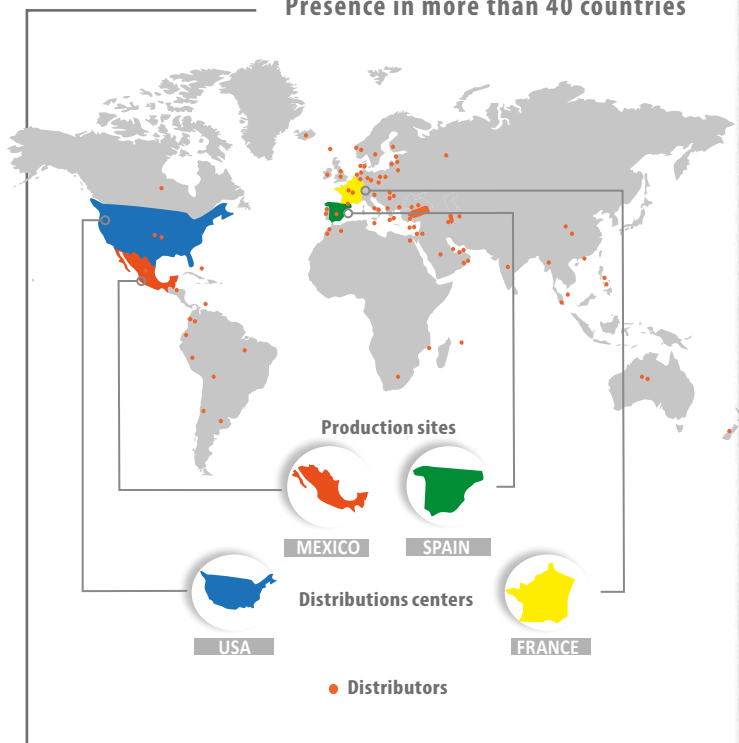 Presence in more than 40 countries
Production sites
MEXICO
SPAIN
Distributions centers
USA
FRANCE
Distributors